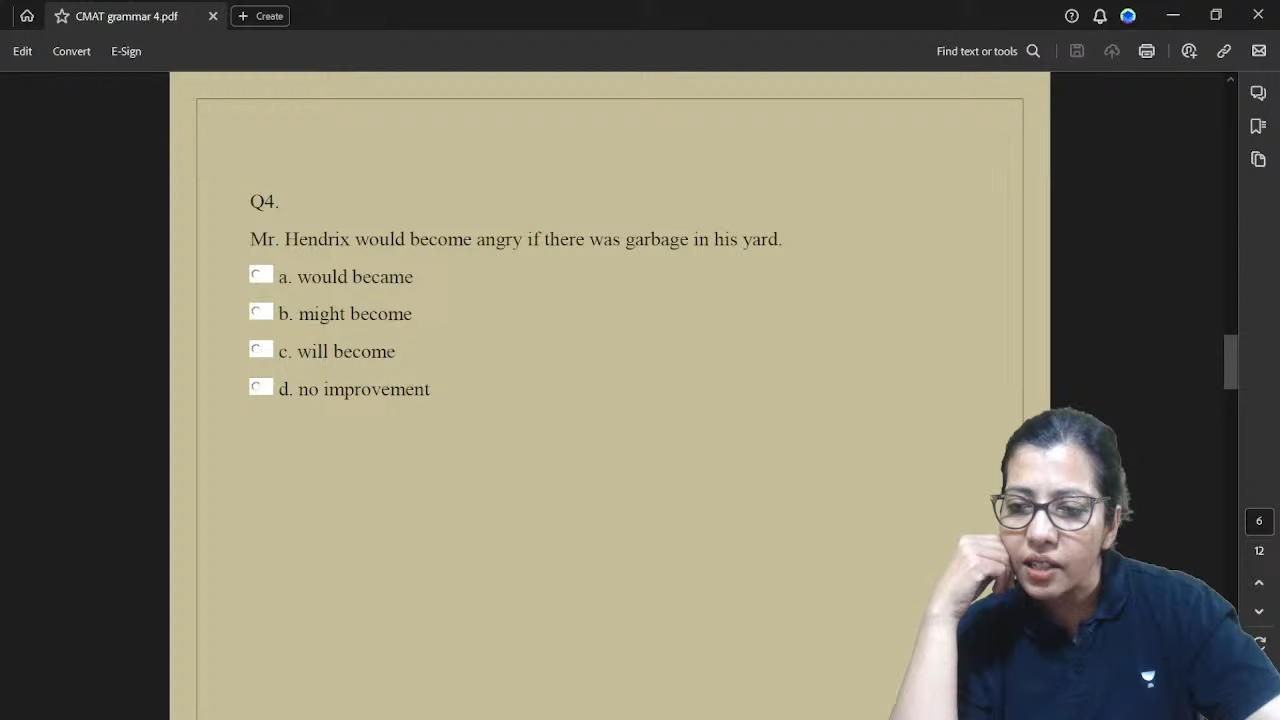 CMAT grammar 4.pdf
Create
Edit Convert E-Sign
Find text or tools
Q4.
Mr. Hendrix would become angry if there was garbage in his yard.
a. would became
b. might become
c. will become
d. no improvement
6
12